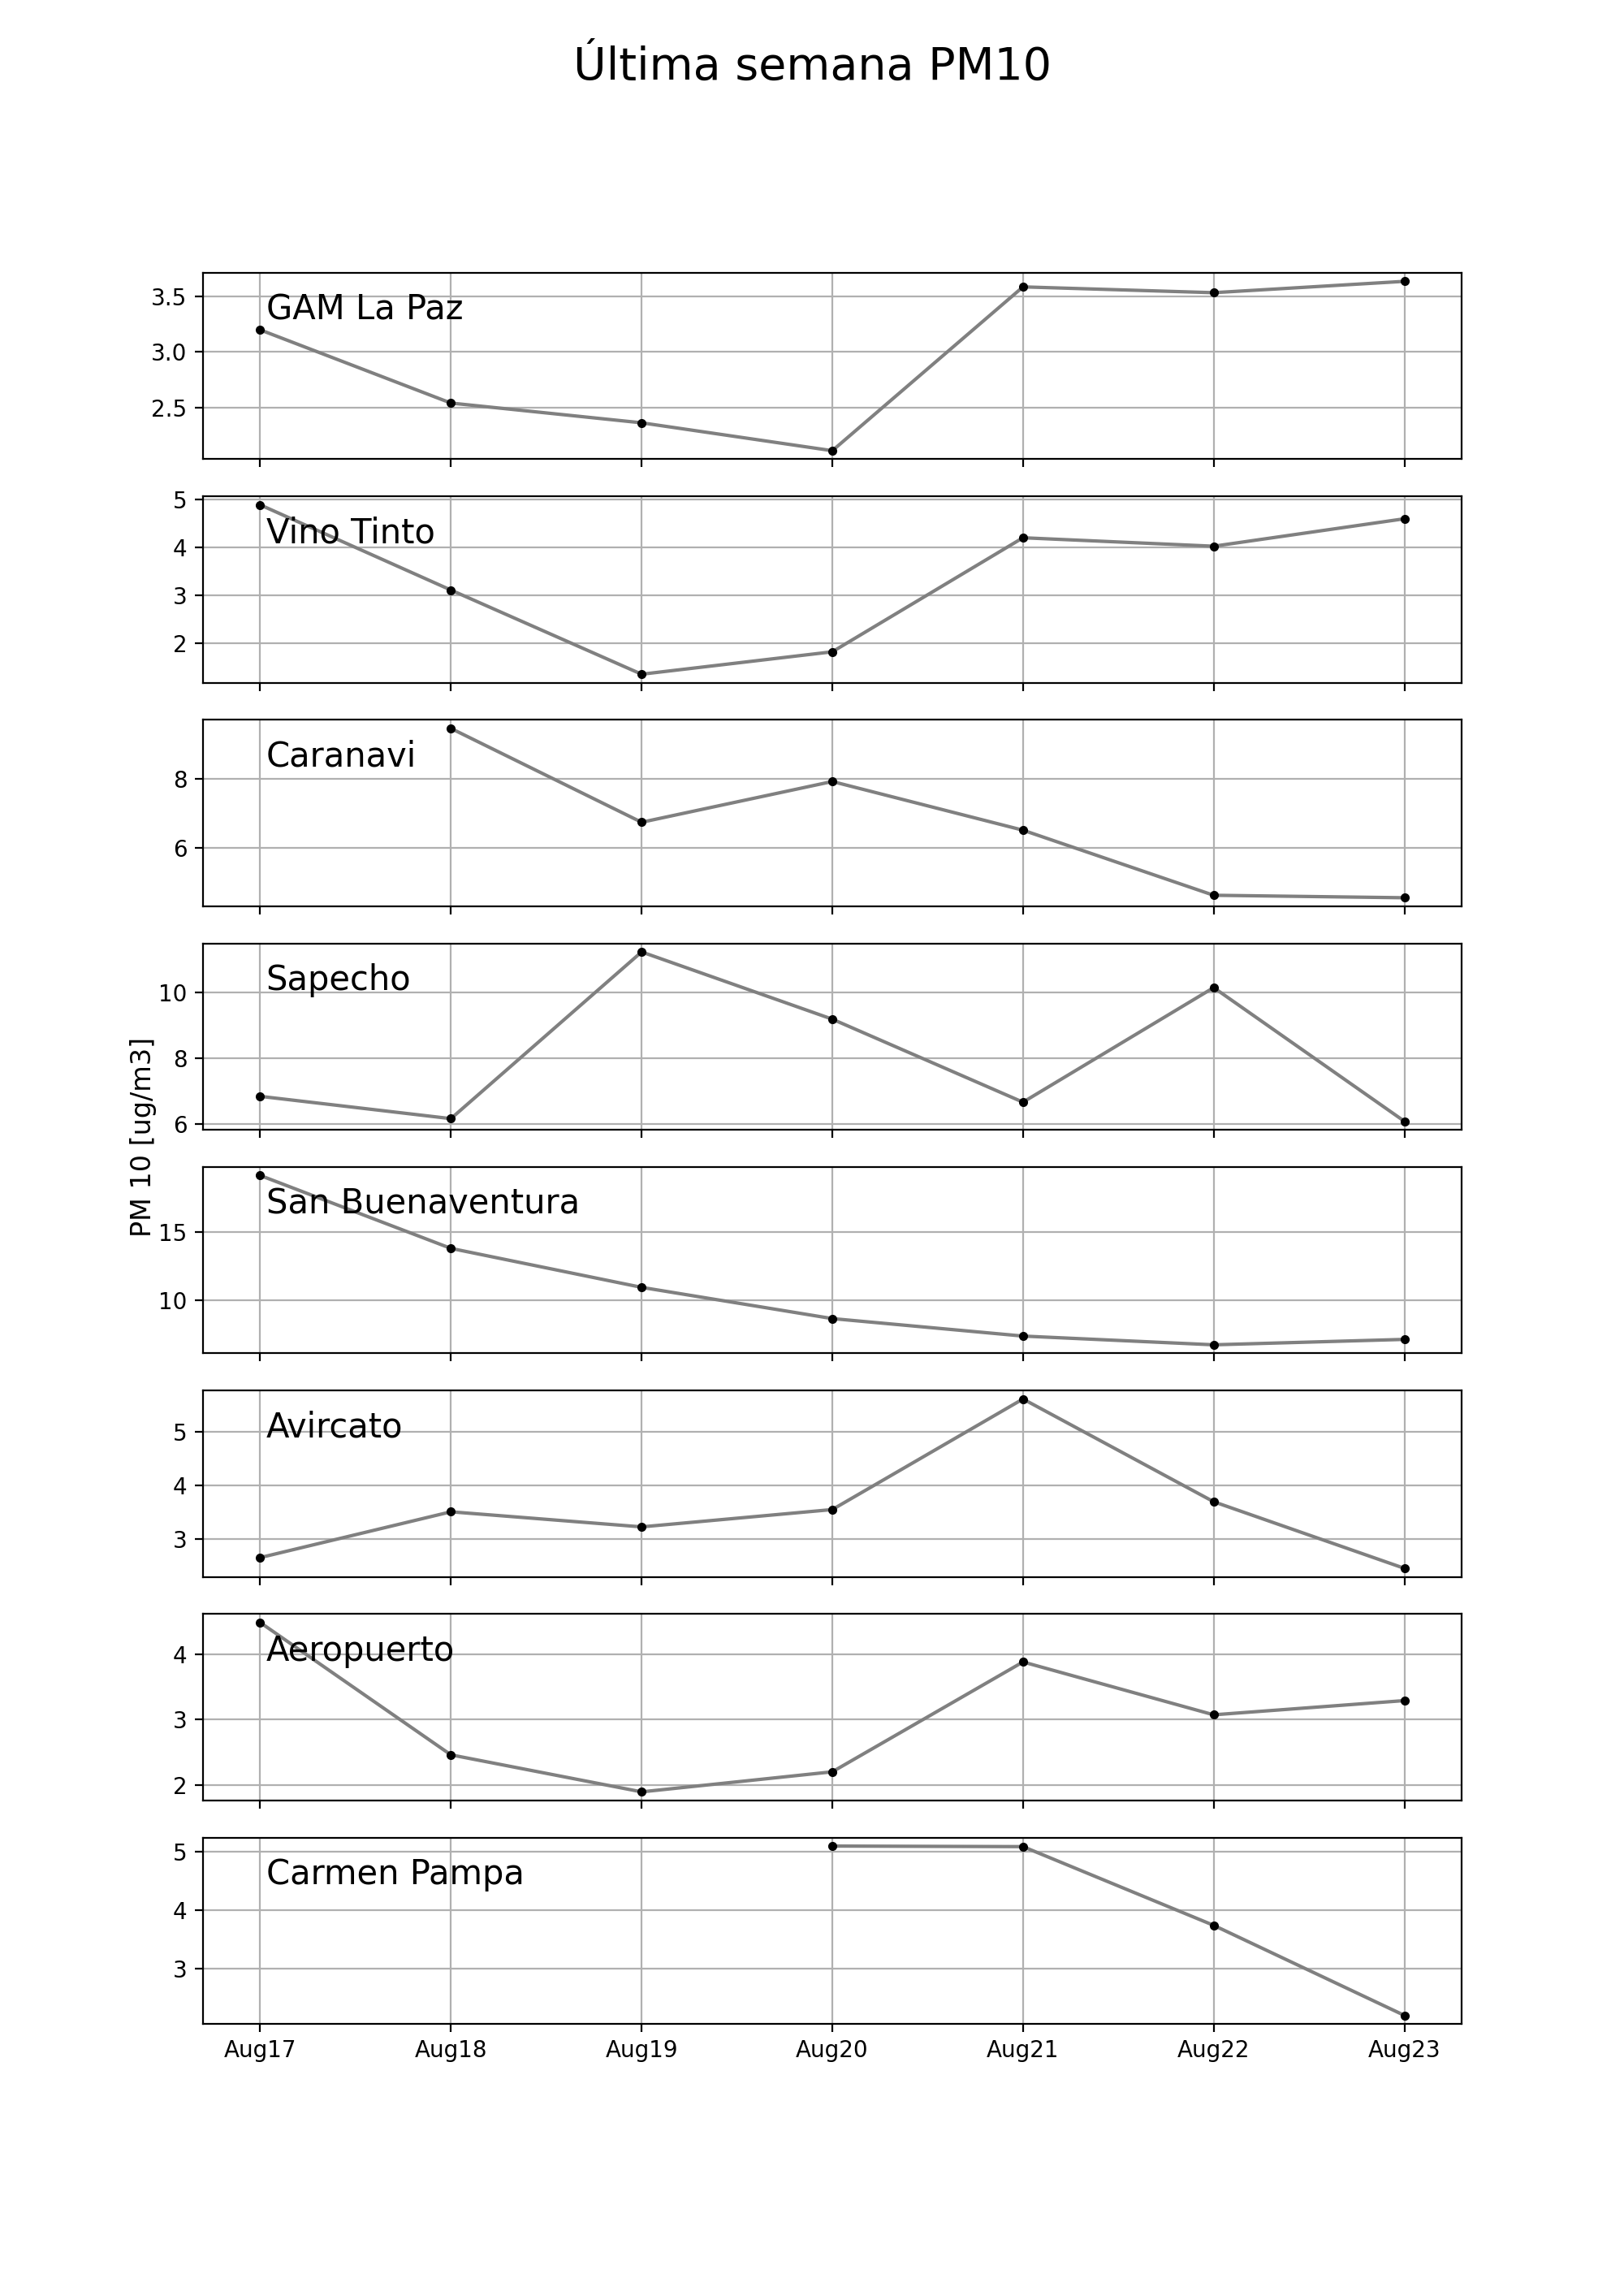 Última semana PM10
GAM La Paz
3.5
3.0
2.5
Vino Tinto
5
4
3
2
Caranavi
8
6
Sapecho
10
8
6
PM 10 [ug/m3]
San Buenaventura
15
10
Avircato
5
4
3
Aeropuerto
4
3
2
Carmen Pampa
5
4
3
Aug17 Aug18 Aug19 Aug20 Aug21 Aug22 Aug23